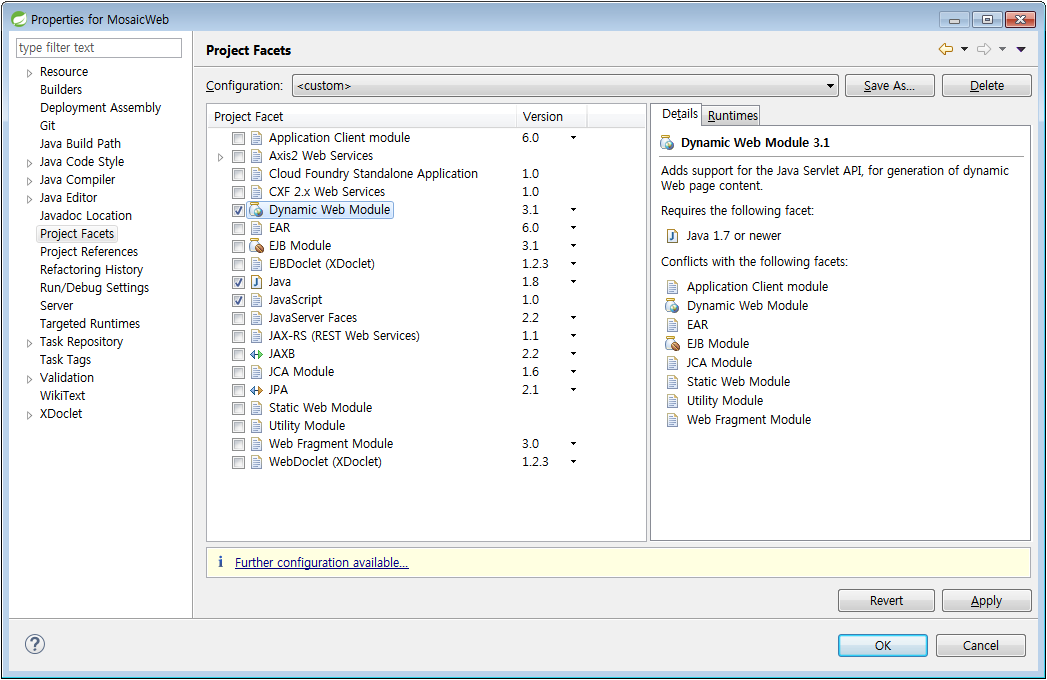 Properties for MosaicWeb
type filter text
Resource
Builders
Deployment Assembly
Git
Java Build Path
Java Code Style
Java Compiler
Java Editor
Javadoc Location
Project Facets
Project References
Refactoring History
Run/Debug Settings
Server
Targeted Runtimes
Task Repository
Task Tags
Validation
WikiText
XDoclet
Project Facets
Configuration: <custom> Save As... Delete
Project Facet Version
Application Client module 6.0
Axis2 Web Services
Cloud Foundry Standalone Application 1.0
CXF 2.x Web Services 1.0
Dynamic Web Module 3.1
EAR 6.0
EJB Module 3.1
EJBDoclet (XDoclet) 1.2.3
Java 1.8
JavaScript 1.0
JavaServer Faces 2.2
JAX-RS (REST Web Services) 1.1
JAXB 2.2
JCA Module 1.6
JPA 2.1
Static Web Module
Utility Module
Web Fragment Module 3.0
WebDoclet (XDoclet) 1.2.3
Details Runtimes
Dynamic Web Module 3.1
Adds support for the Java Servlet API, for generation of dynamic
Web page content.
Requires the following facet:
Java 1.7 or newer
Conflicts with the following facets:
Application Client module
Dynamic Web Module
EAR
EJB Module
JCA Module
Static Web Module
Utility Module
Web Fragment Module
Further configuration available...
Revert Apply
OK Cancel